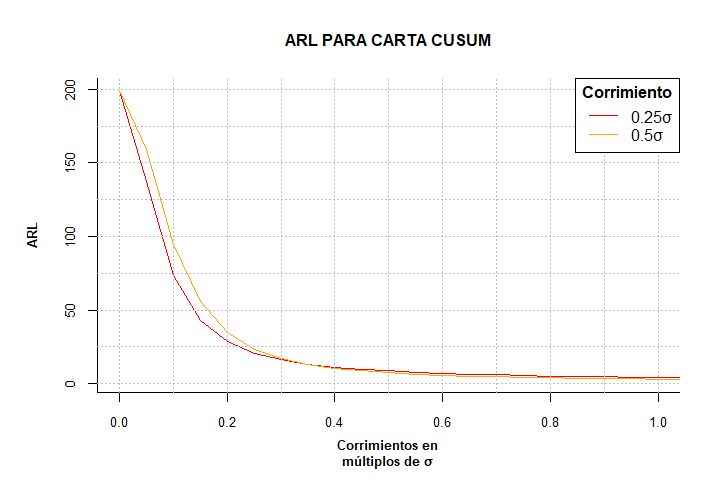 ARL PARA CARTA CUSUM
Corrimiento
0.25σ
0.5σ
ARL
200
150
100
50
0
0.0 0.2 0.4 0.6 0.8 1.0
Corrimientos en
múltiplos de σ